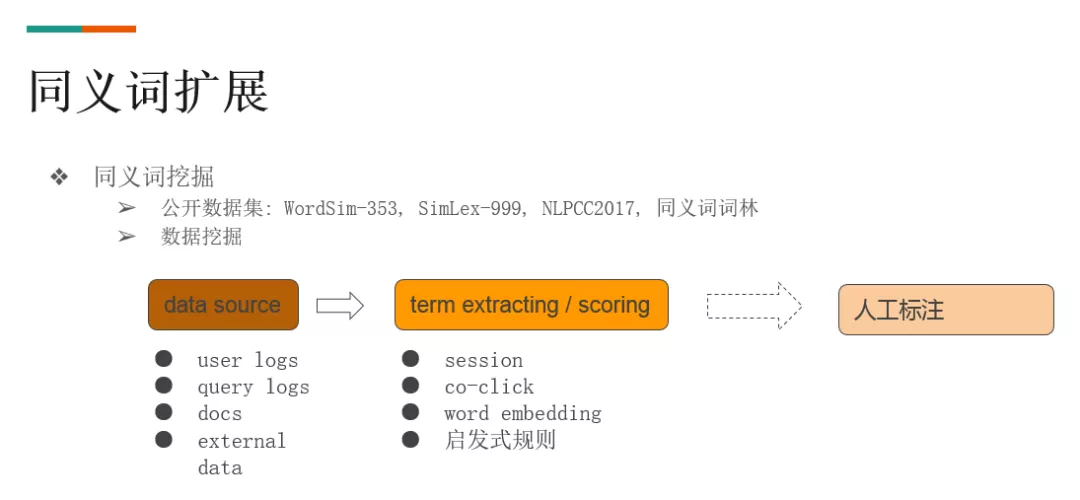 同义词扩展
❖ 同义词挖掘
➢ 公开数据集: WordSim-353, SimLex-999, NLPCC2017, 同义词词林
➢ 数据挖掘
data source
term extracting / scoring
人工标注
● user logs
● query logs
● docs
● external
data
● session
● co-click
● word embedding
● 启发式规则